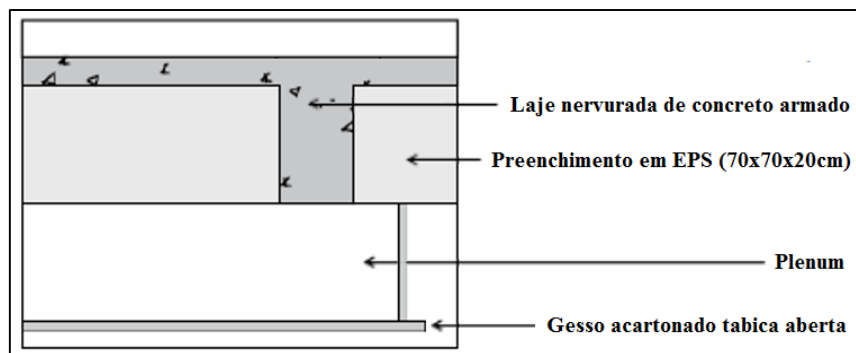 Laje nervurada de concreto armado
Preenchimento em EPS (70x70x20cm)
Plenum
Gesso acartonado tabica aberta